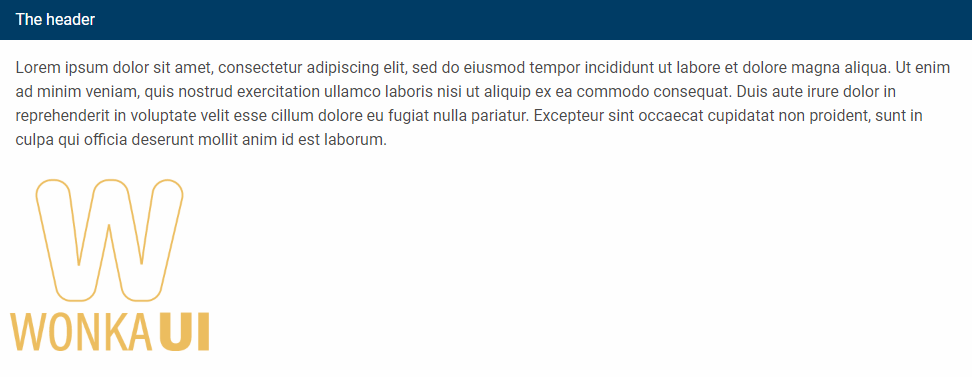 The header
Lorem ipsum dolor sit amet, consectetur adipiscing elit, sed do eiusmod tempor incididunt ut labore et dolore magna aliqua. Ut enim
ad minim veniam, quis nostrud exercitation ullamco laboris nisi ut aliquip ex ea commodo consequat. Duis aute irure dolor in
reprehenderit in voluptate velit esse cillum dolore eu fugiat nulla pariatur. Excepteur sint occaecat cupidatat non proident, sunt in
culpa qui officia deserunt mollit anim id est laborum.
W
WONKA UI